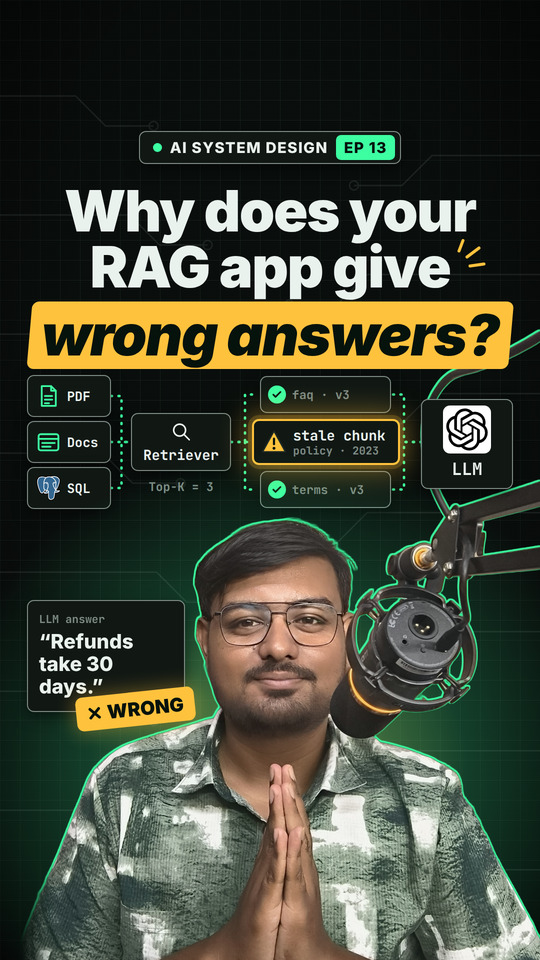 AI SYSTEM DESIGN EP 13
Why does your
RAG app give
wrong answers?
PDF
Docs
SQL
Retriever
Top-K = 3
faq · v3
stale chunk
policy · 2023
terms · v3
LLM
LLM answer
“Refunds
take 30
days.”
× WRONG